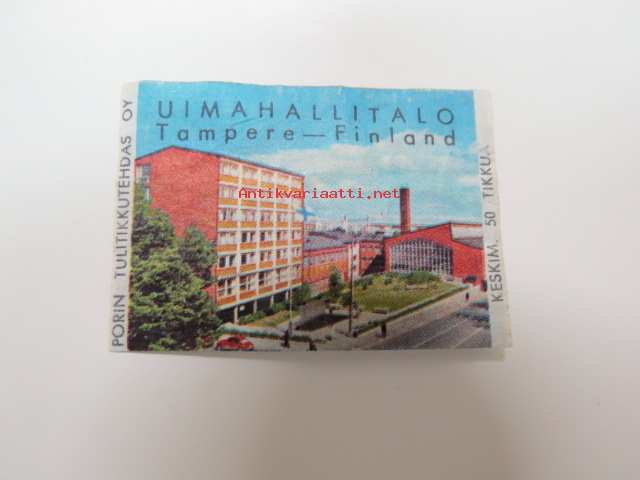 UIMAHALLITALO
Tampere—Finland
PORIN TULITIKKUTEHDAS OY
KESKIM. 50 TIKKUA
Antikvariaatti.net